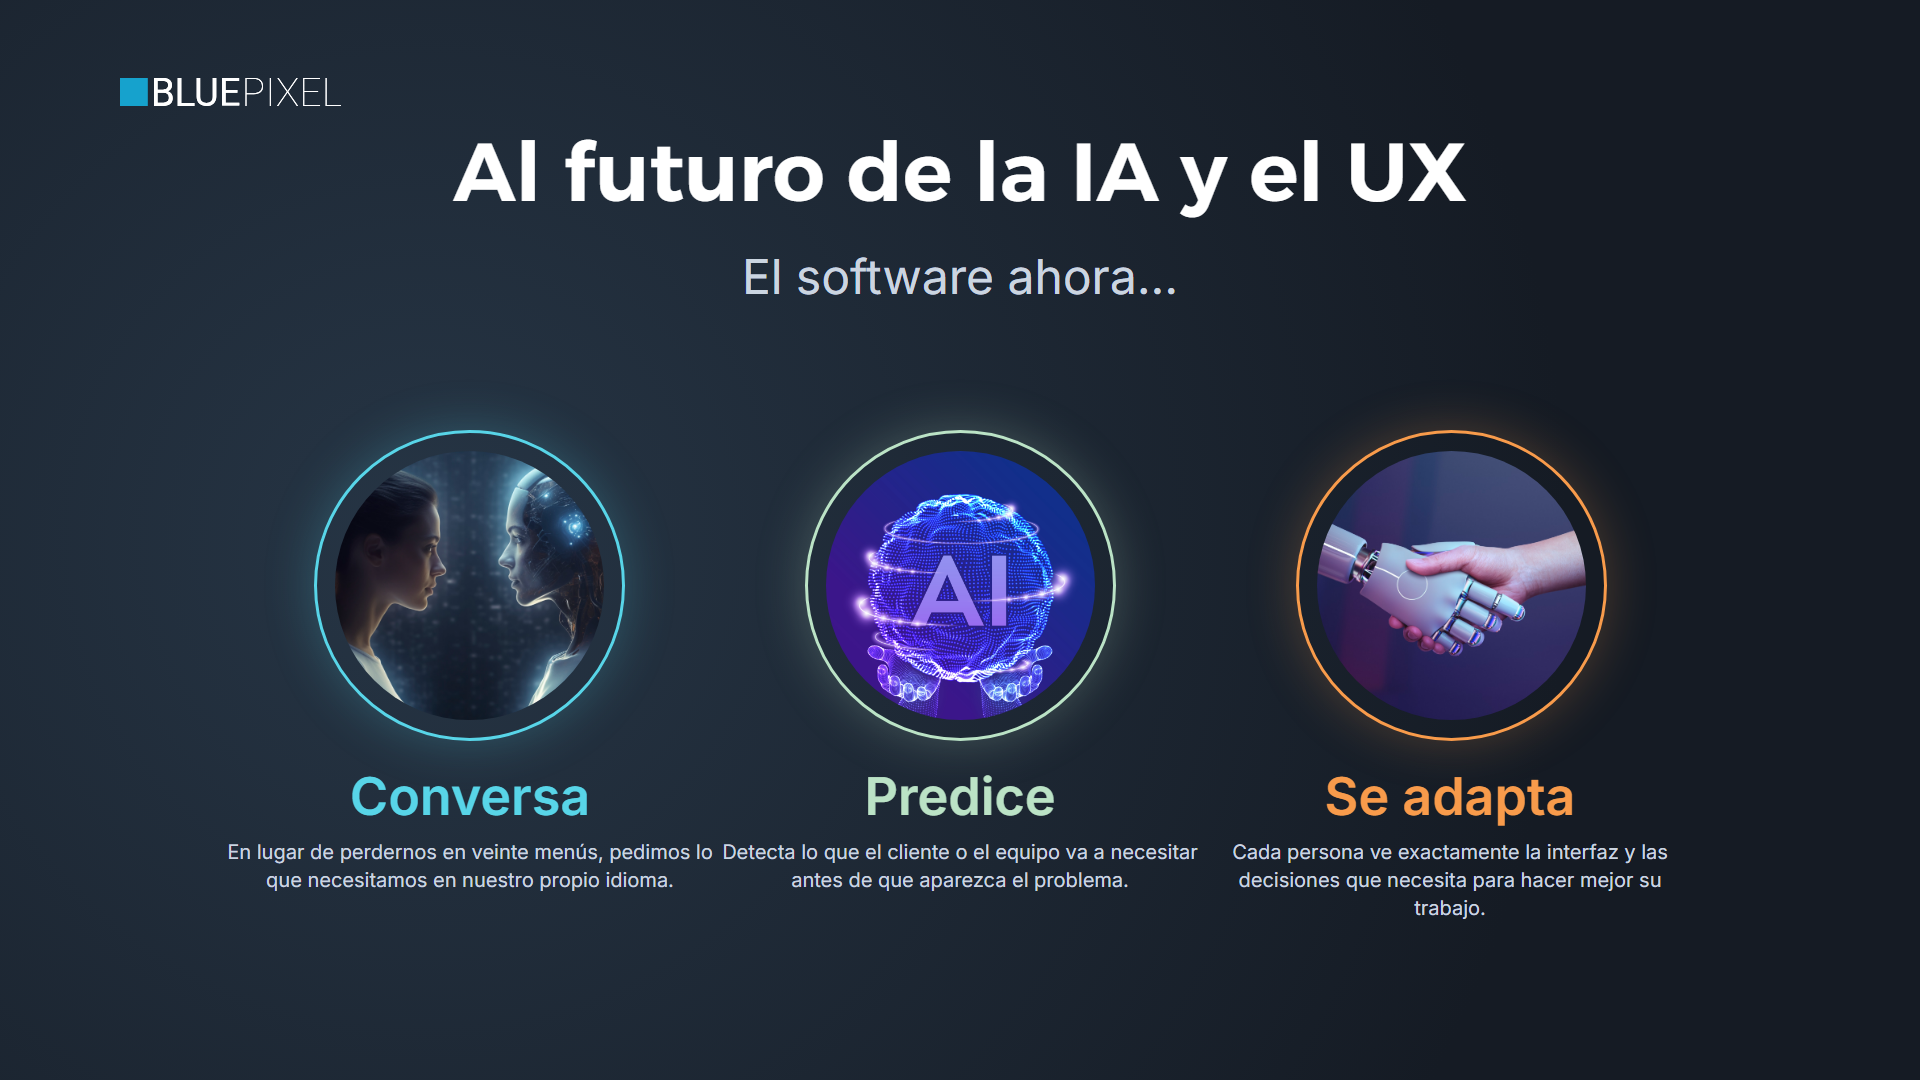 BLUEPIXEL
Al futuro de la IA y el UX
El software ahora...
AI
Conversa
En lugar de perdernos en veinte menús, pedimos lo
que necesitamos en nuestro propio idioma.
Predice
Detecta lo que el cliente o el equipo va a necesitar
antes de que aparezca el problema.
Se adapta
Cada persona ve exactamente la interfaz y las
decisiones que necesita para hacer mejor su
trabajo.